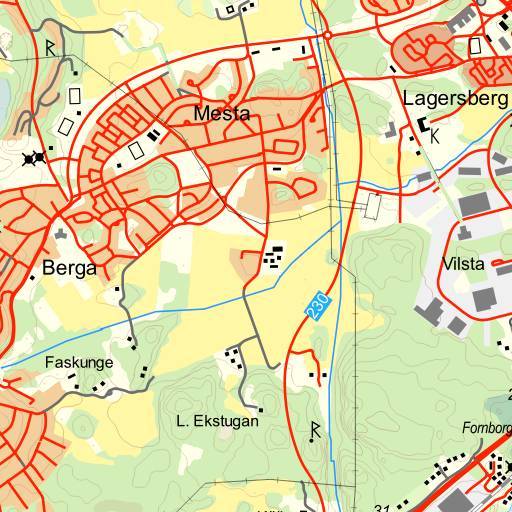 R
Mesta
Lagersberg
K
Berga
Vilsta
230
Faskunge
L. Ekstugan
Fornborg
R
31